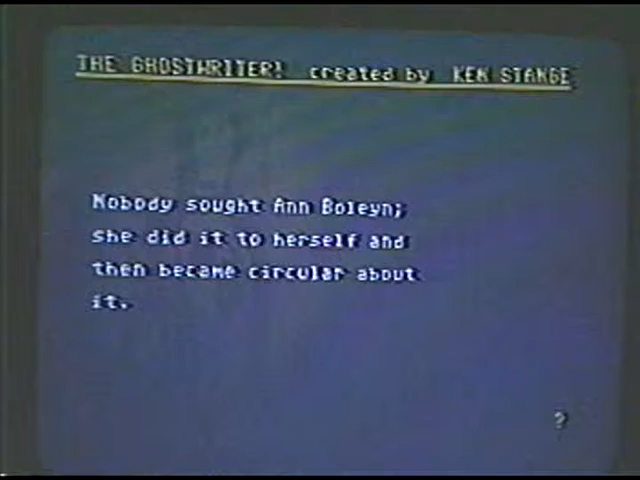 THE GHOSTWRITER! created by KEN STANGE
Nobody sought Ann Boleyn;
she did it to herself and
then became circular about
it.
?